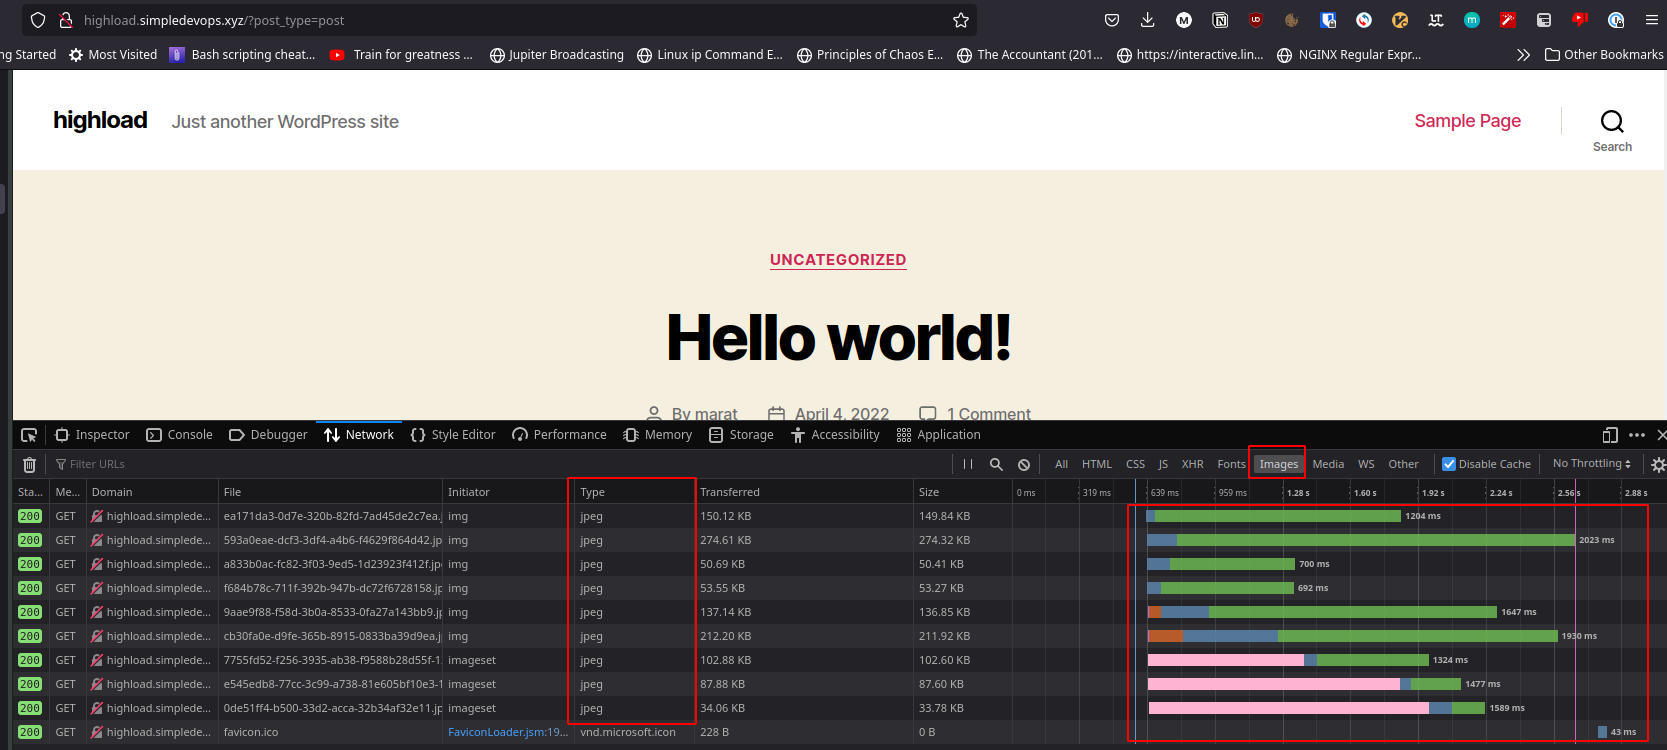 highload.simpledevops.xyz/?post_type=post
ng Started Most Visited Bash scripting cheat... Train for greatness ... Jupiter Broadcasting Linux ip Command E... Principles of Chaos E... The Accountant (201... https://interactive.lin... NGINX Regular Expr... Other Bookmarks
highload Just another WordPress site Sample Page
Search
UNCATEGORIZED
Hello world!
By marat April 4, 2022 1 Comment
Inspector Console Debugger Network Style Editor Performance Memory Storage Accessibility Application
Filter URLs All HTML CSS JS XHR Fonts Images Media WS Other Disable Cache No Throttling
Sta... Me... Domain File Initiator Type Transferred Size 0 ms 319 ms 639 ms 959 ms 1.28 s 1.60 s 1.92 s 2.24 s 2.56 s 2.88 s
200 GET highload.simplede... ea171da3-0d7e-320b-82fd-7ad45de2c7ea.j img jpeg 150.12 KB 149.84 KB 1204 ms
200 GET highload.simplede... 593a0eae-dcf3-3df4-a4b6-f4629f864d42.jp img jpeg 274.61 KB 274.32 KB 2023 ms
200 GET highload.simplede... a833b0ac-fc82-3f03-9ed5-1d23923f412f.jp img jpeg 50.69 KB 50.41 KB 700 ms
200 GET highload.simplede... f684b78c-711f-392b-947b-dc72f6728158.jp img jpeg 53.55 KB 53.27 KB 692 ms
200 GET highload.simplede... 9aae9f88-f58d-3b0a-8533-0fa27a143bb9.jp img jpeg 137.14 KB 136.85 KB 1647 ms
200 GET highload.simplede... cb30fa0e-d9fe-365b-8915-0833ba39d9ea.j img jpeg 212.20 KB 211.92 KB 1930 ms
200 GET highload.simplede... 7755fd52-f256-3935-ab38-f9588b28d55f-1. imageset jpeg 102.88 KB 102.60 KB 1324 ms
200 GET highload.simplede... e545edb8-77cc-3c99-a738-81e605bf10e3-1 imageset jpeg 87.88 KB 87.60 KB 1477 ms
200 GET highload.simplede... 0de51ff4-b500-33d2-acca-32b34af32e11.jp imageset jpeg 34.06 KB 33.78 KB 1589 ms
200 GET highload.simplede... favicon.ico FaviconLoader.jsm:19... vnd.microsoft.icon 228 B 0 B 43 ms